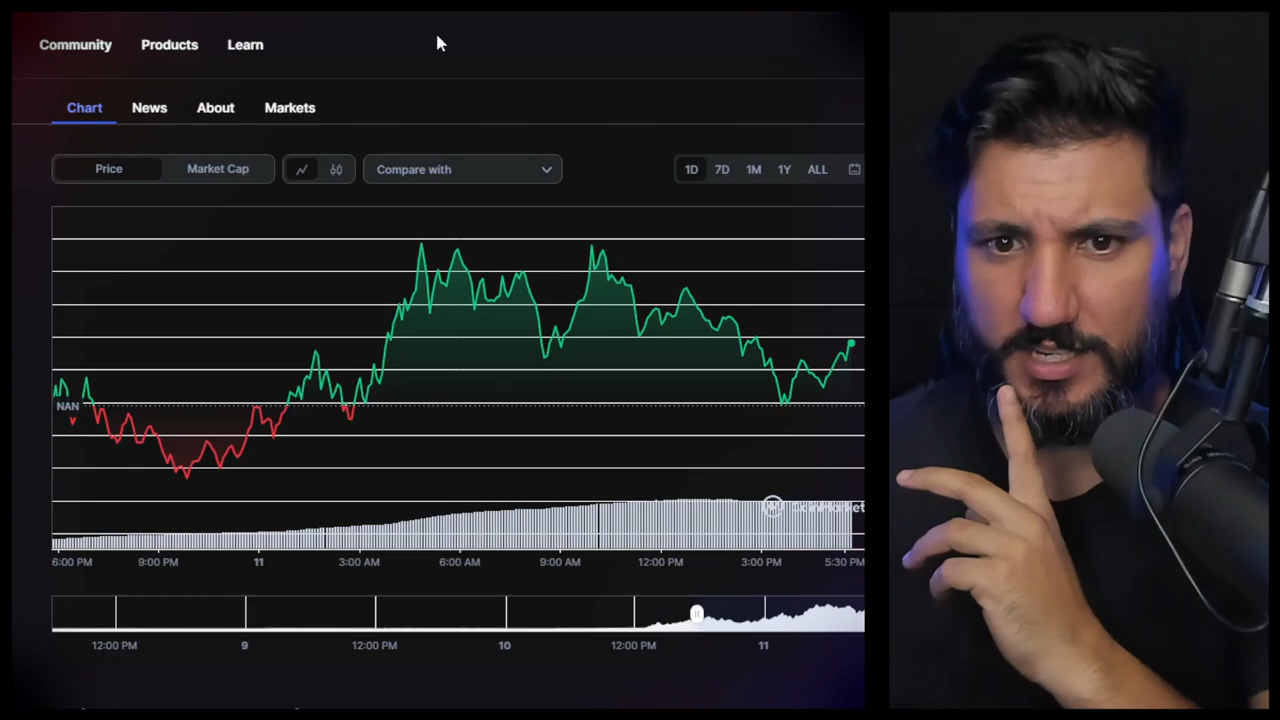 Community Products Learn
Chart News About Markets
Price Market Cap Compare with 1D 7D 1M 1Y ALL
NAN
6:00 PM 9:00 PM 11 3:00 AM 6:00 AM 9:00 AM 12:00 PM 3:00 PM 5:30 PM
12:00 PM 9 12:00 PM 10 12:00 PM 11